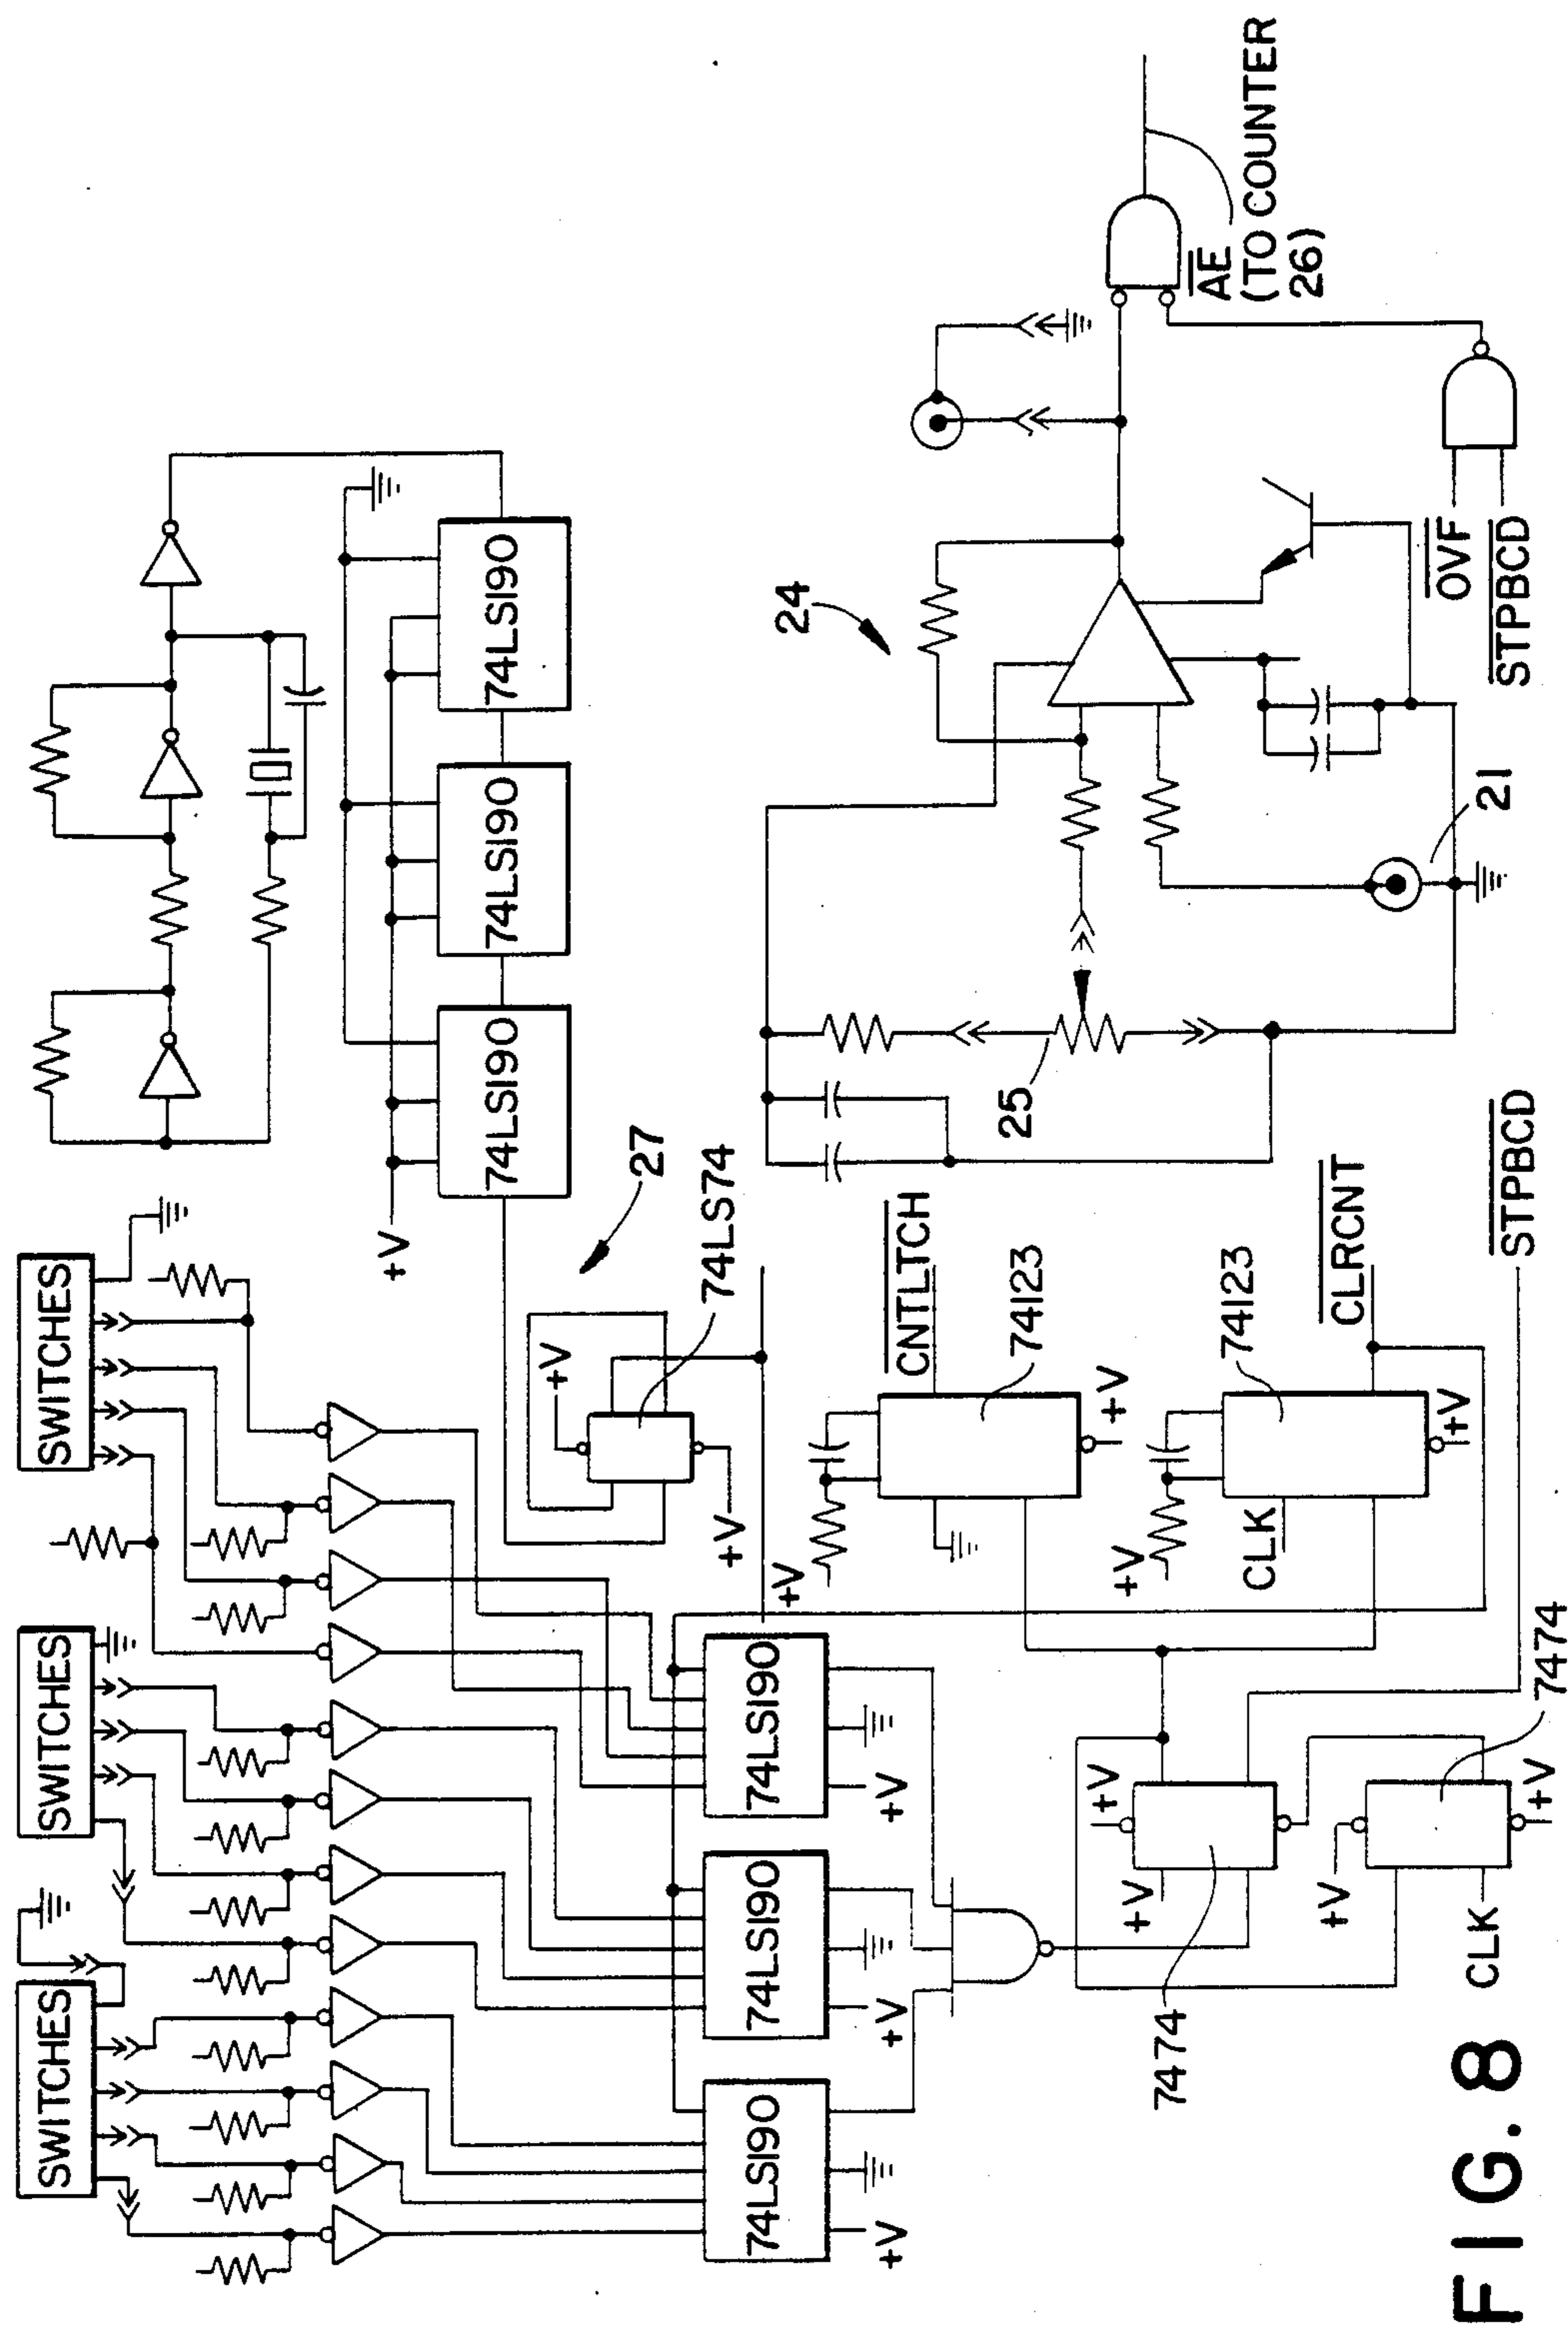 SWITCHES
SWITCHES
SWITCHES
+V
74LS190
74LS190
74LS190
27
+V
+V
74LS74
74LS190
74LS190
74LS190
+V
+V
+V
+V
CNTLTCH
74123
+V
+V
CLK
74123
+V
CLRCNT
STPBCD
+V
+V
7474
+V
CLK
+V
7474
24
25
21
OVF
STPBCD
AE
(TO COUNTER
26)
FIG. 8